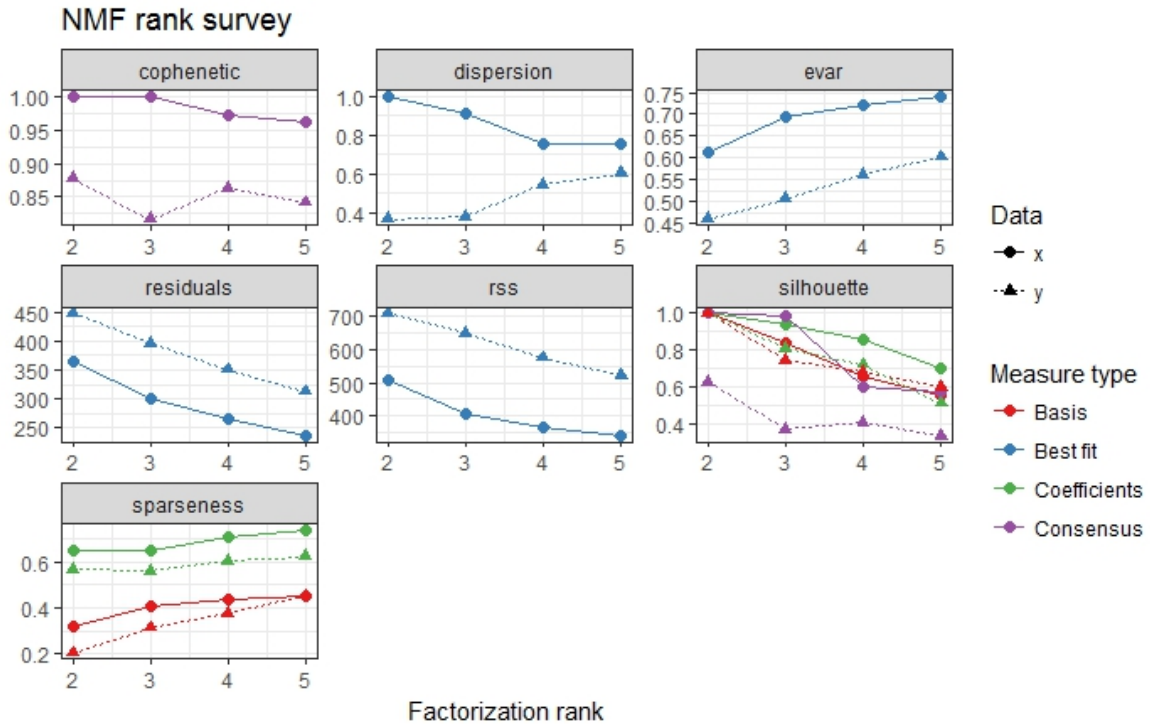 NMF rank survey
cophenetic
dispersion
evar
1.00
0.95
0.90
0.85
2 3 4 5
1.0
0.8
0.6
0.4
2 3 4 5
0.75
0.70
0.65
0.60
0.55
0.50
0.45
2 3 4 5
residuals
rss
silhouette
450
400
350
300
250
2 3 4 5
700
600
500
400
2 3 4 5
1.0
0.8
0.6
0.4
2 3 4 5
sparseness
0.6
0.4
0.2
2 3 4 5
Factorization rank
Data
x
y
Measure type
Basis
Best fit
Coefficients
Consensus